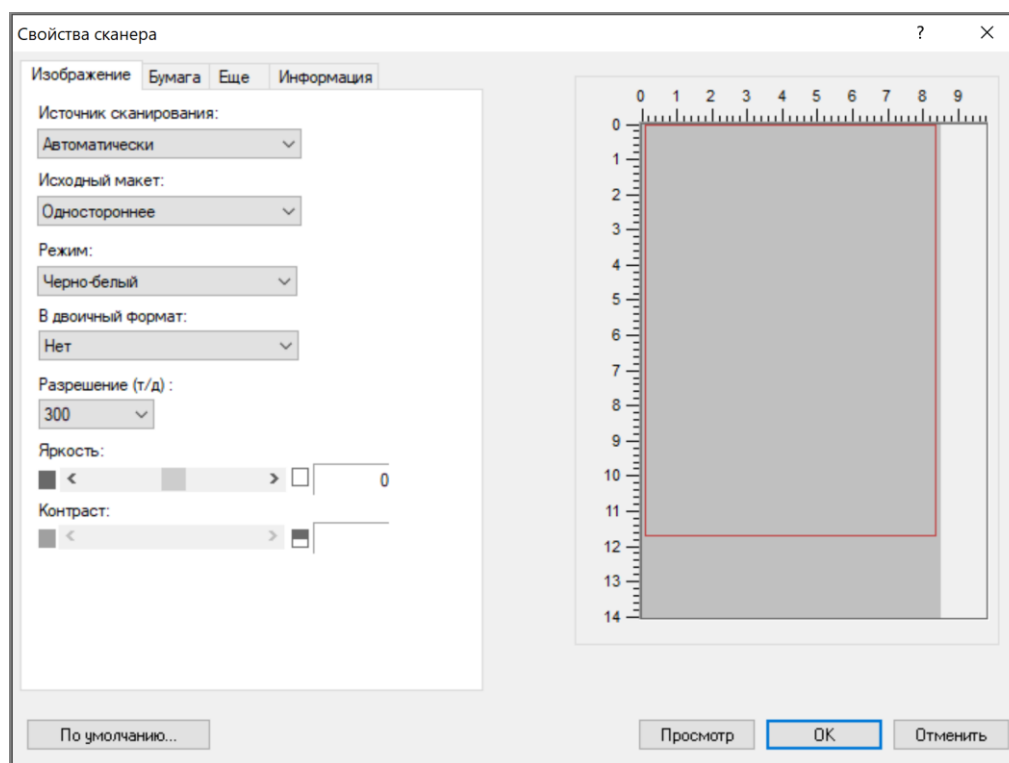 Свойства сканера ? ×
Изображение Бумага Еще Информация
Источник сканирования:
Автоматически
Исходный макет:
Одностороннее
Режим:
Черно-белый
В двоичный формат:
Нет
Разрешение (т/д) :
300
Яркость:
< > 0
Контраст:
< >
0 1 2 3 4 5 6 7 8 9
0
1
2
3
4
5
6
7
8
9
10
11
12
13
14
По умолчанию... Просмотр OK Отменить